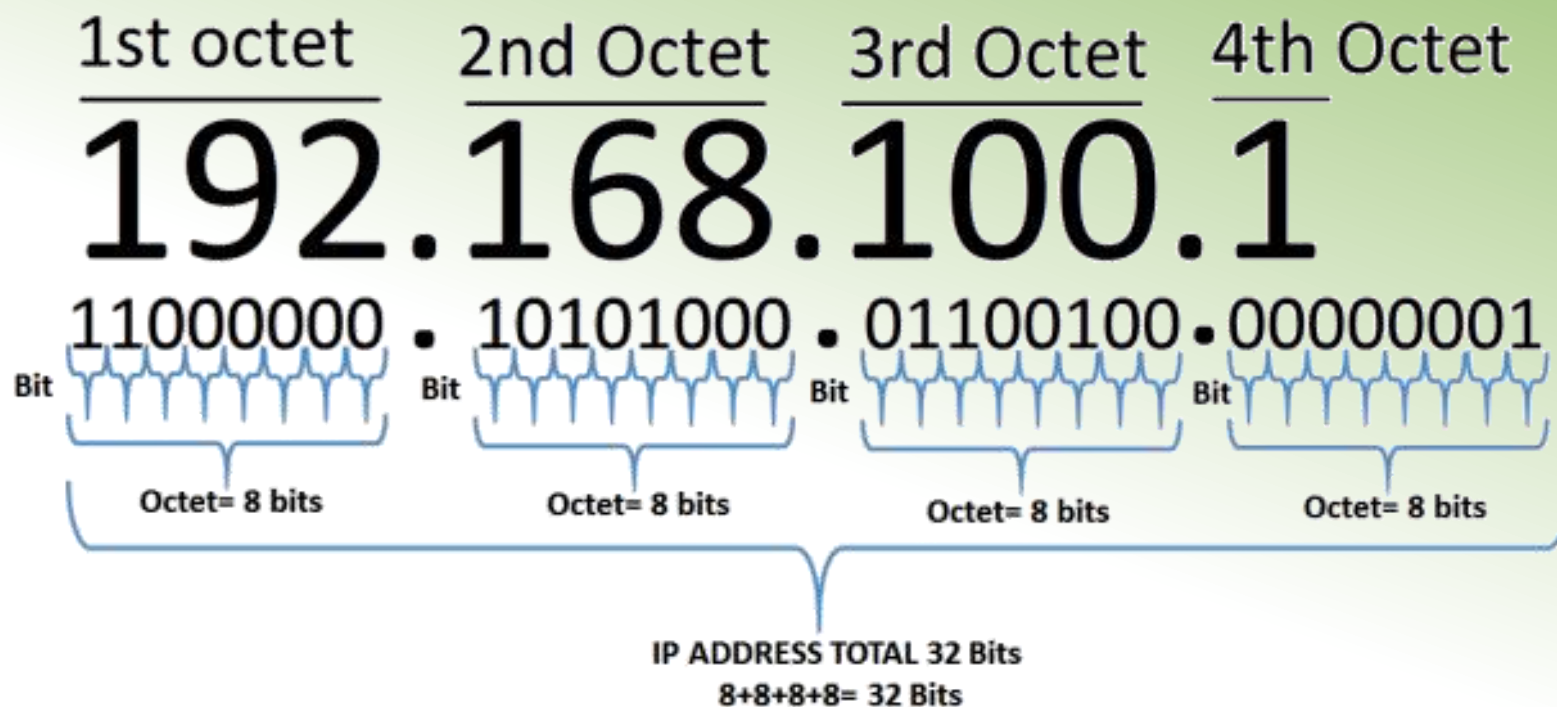 1st octet 2nd Octet 3rd Octet 4th Octet
192.168.100.1
11000000 . 10101000 . 01100100 . 00000001
Bit Bit Bit Bit
Octet= 8 bits Octet= 8 bits Octet= 8 bits Octet= 8 bits
IP ADDRESS TOTAL 32 Bits
8+8+8+8= 32 Bits